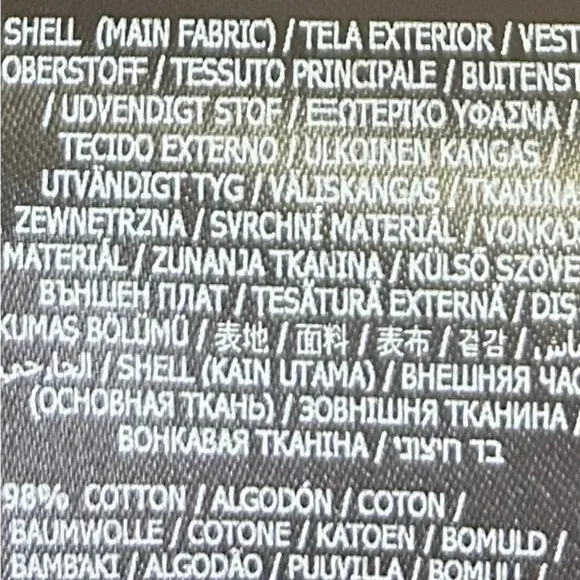 SHELL (MAIN FABRIC) / TELA EXTERIOR / VEST
OBERSTOFF / TESSUTO PRINCIPALE / BUITENST
/ UDVENDIGT STOF / ΕΞΩΤΕΡΙΚΟ ΥΦΑΣΜΑ /
TECIDO EXTERNO / ULKOINEN KANGAS /
UTVÄNDIGT TYG / VÄLISKANGAS / TKANINA
ZEWNĘTRZNA / SVRCHNÍ MATERIÁL / VONKAJ
MATERIÁL / ZUNANJA TKANINA / KÜLSŐ SZÖVE
ВЪНШЕН ПЛАТ / TESĂTURĂ EXTERNĂ / DIS
KUMAS BÖLÜMÜ / 表地 / 面料 / 表布 / 겉감 /
الخارجي / SHELL (KAIN UTAMA) / ВНЕШНЯЯ ЧАС
(ОСНОВНАЯ ТКАНЬ) / ЗОВНІШНЯ ТКАНИНА /
ВОНКАВАЯ ТКАНІНА / בד חיצוני
98% COTTON / ALGODÓN / COTON /
BAUMWOLLE / COTONE / KATOEN / BOMULD /
ΒΑΜΒΑΚΙ / ALGODÃO / PUUVILLA / BOMULL /